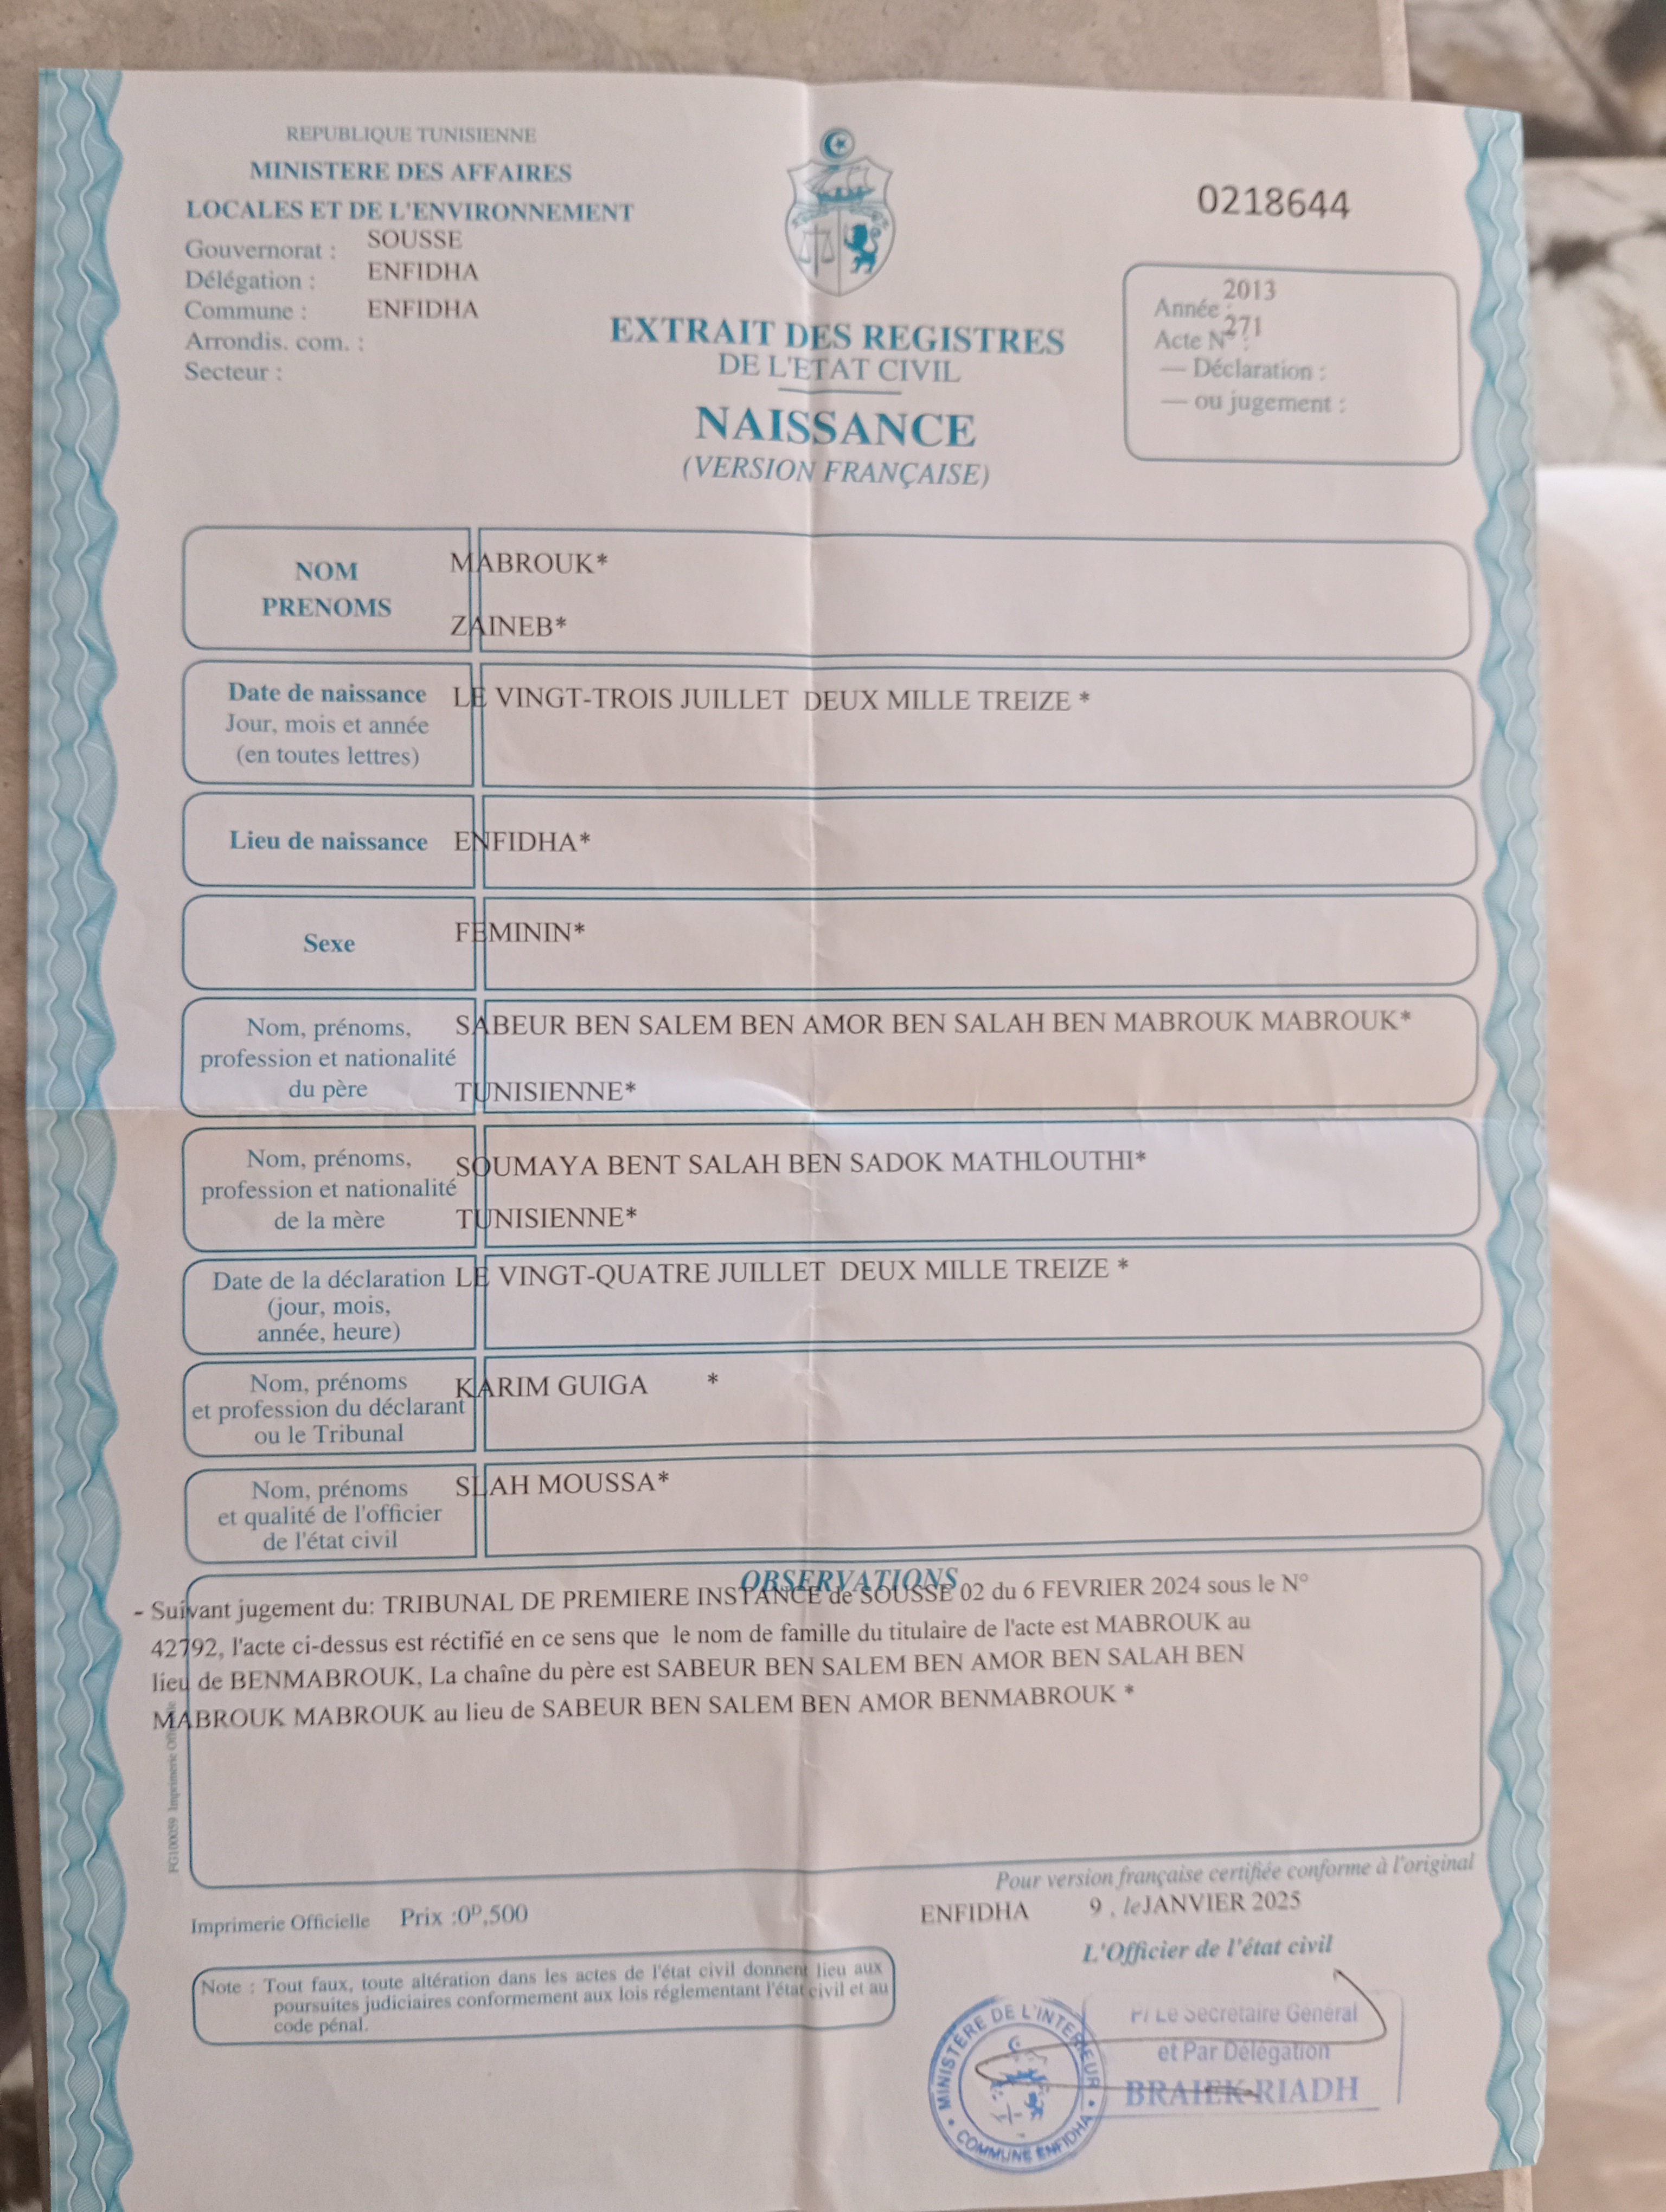 REPUBLIQUE TUNISIENNE
MINISTERE DES AFFAIRES
LOCALES ET DE L'ENVIRONNEMENT
Gouvernorat : SOUSSE
Délégation : ENFIDHA
Commune : ENFIDHA
Arrondis. com. :
Secteur :
EXTRAIT DES REGISTRES
DE L'ETAT CIVIL
NAISSANCE
(VERSION FRANÇAISE)
0218644
Année : 2013
Acte N° : 271
— Déclaration :
— ou jugement :
NOM MABROUK*
PRENOMS ZAINEB*
Date de naissance LE VINGT-TROIS JUILLET DEUX MILLE TREIZE *
Jour, mois et année
(en toutes lettres)
Lieu de naissance ENFIDHA*
Sexe FEMININ*
Nom, prénoms, SABEUR BEN SALEM BEN AMOR BEN SALAH BEN MABROUK MABROUK*
profession et nationalité
du père TUNISIENNE*
Nom, prénoms, SOUMAYA BENT SALAH BEN SADOK MATHLOUTHI*
profession et nationalité
de la mère TUNISIENNE*
Date de la déclaration LE VINGT-QUATRE JUILLET DEUX MILLE TREIZE *
(jour, mois,
année, heure)
Nom, prénoms KARIM GUIGA *
et profession du déclarant
ou le Tribunal
Nom, prénoms SLAH MOUSSA*
et qualité de l'officier
de l'état civil
OBSERVATIONS
- Suivant jugement du: TRIBUNAL DE PREMIERE INSTANCE de SOUSSE 02 du 6 FEVRIER 2024 sous le N°
42792, l'acte ci-dessus est réctifié en ce sens que le nom de famille du titulaire de l'acte est MABROUK au
lieu de BENMABROUK, La chaîne du père est SABEUR BEN SALEM BEN AMOR BEN SALAH BEN
MABROUK MABROUK au lieu de SABEUR BEN SALEM BEN AMOR BENMABROUK *
FG100059 Imprimerie Officielle
Pour version française certifiée conforme à l'original
Imprimerie Officielle Prix :0ᴰ,500
ENFIDHA 9 , le JANVIER 2025
L'Officier de l'état civil
Note : Tout faux, toute altération dans les actes de l'état civil donnent lieu aux
poursuites judiciaires conformement aux lois réglementant l'état civil et au
code pénal.
MINISTÈRE DE L'INTERIEUR
COMMUNE ENFIDHA
P/ Le Secrétaire Général
et Par Délégation
BRAIEK RIADH